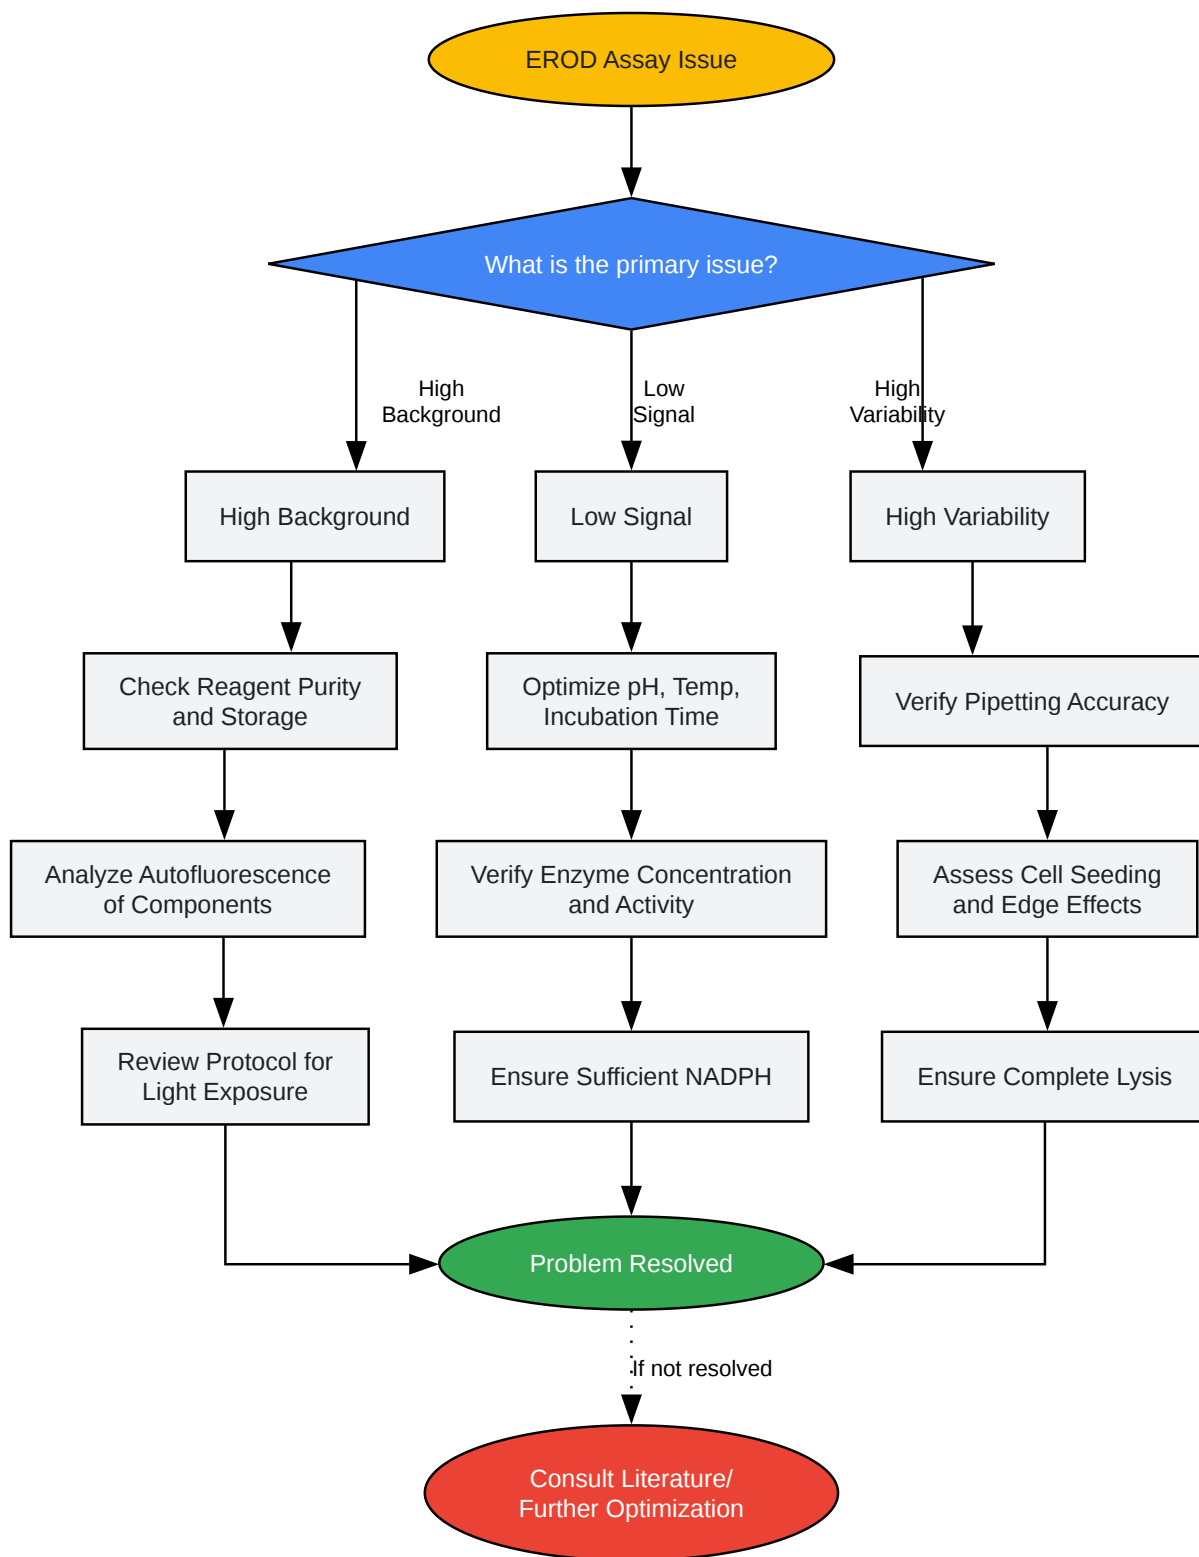 EROD Assay Issue
What is the primary issue?
High
Background
Low
Signal
High
Variability
High Background
Low Signal
High Variability
Check Reagent Purity
and Storage
Optimize pH, Temp,
Incubation Time
Verify Pipetting Accuracy
Analyze Autofluorescence
of Components
Verify Enzyme Concentration
and Activity
Assess Cell Seeding
and Edge Effects
Review Protocol for
Light Exposure
Ensure Sufficient NADPH
Ensure Complete Lysis
Problem Resolved
If not resolved
Consult Literature/
Further Optimization